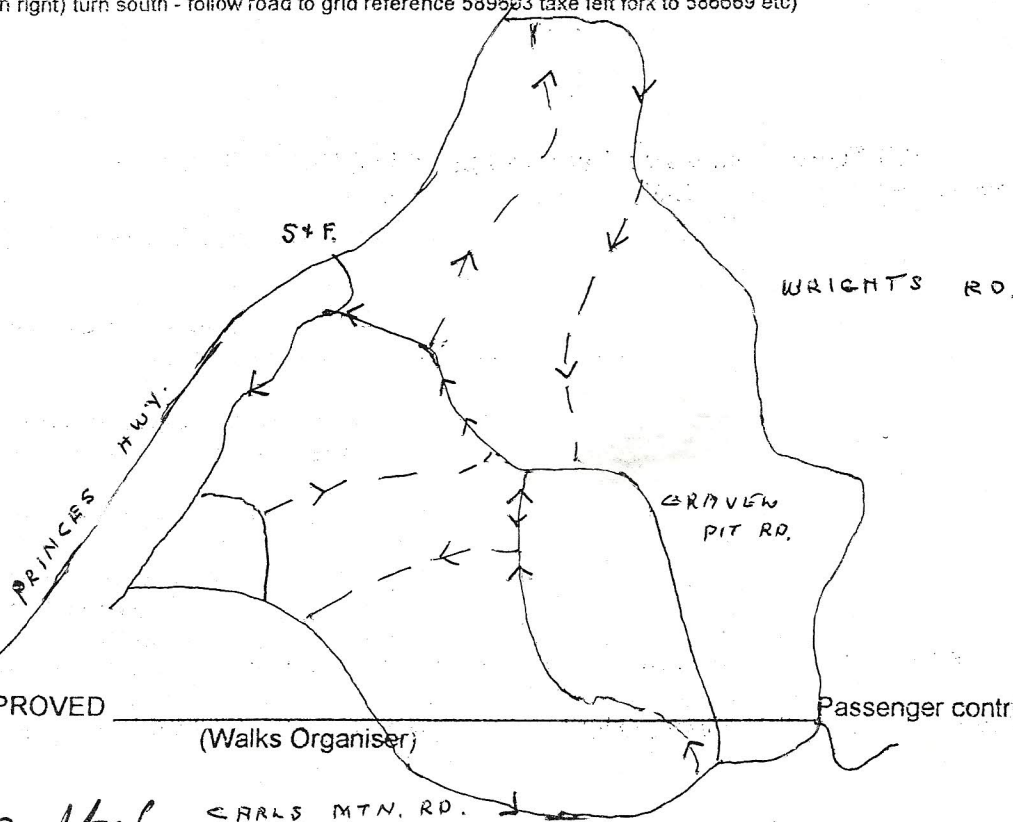 right) turn south - follow road to grid reference 589603 take left fork to 586669 etc)
S+F.
WRIGHTS RD.
PRINCES HWY.
GRAVEL
PIT RD.
PROVED
Passenger contr
(Walks Organiser)
CARLS MTN. RD.